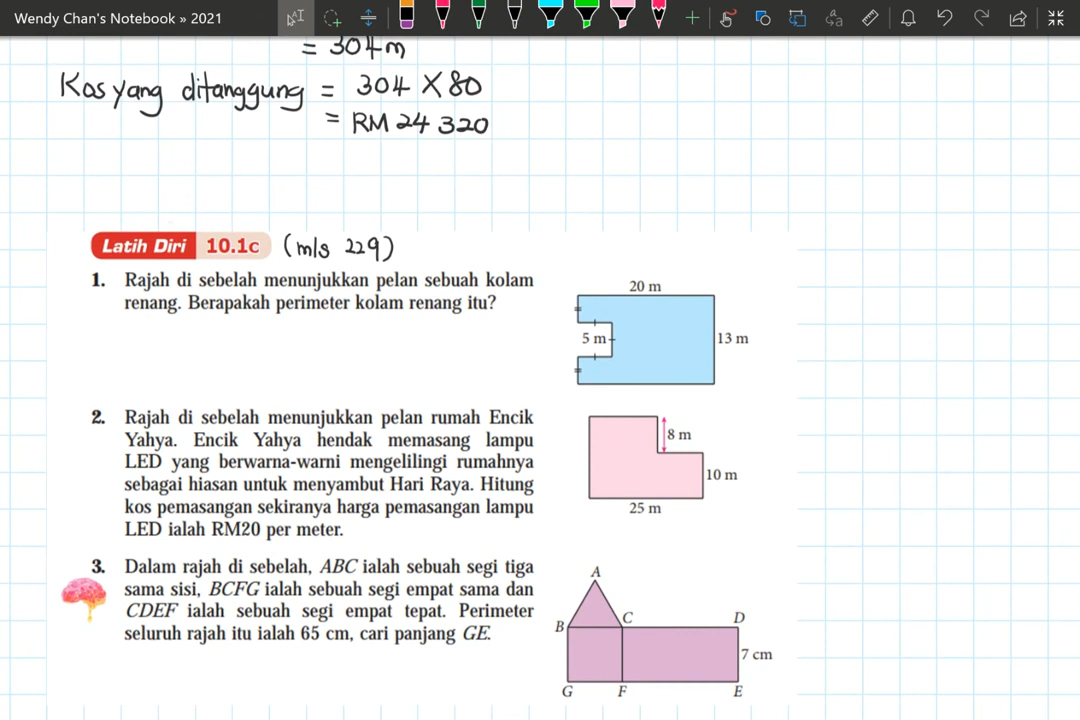 Wendy Chan's Notebook » 2021
= 304 m
Kos yang ditanggung = 304 × 80
= RM 24 320
Latih Diri 10.1c (m/s 229)
1. Rajah di sebelah menunjukkan pelan sebuah kolam
renang. Berapakah perimeter kolam renang itu?
20 m
5 m
13 m
2. Rajah di sebelah menunjukkan pelan rumah Encik
Yahya. Encik Yahya hendak memasang lampu
LED yang berwarna-warni mengelilingi rumahnya
sebagai hiasan untuk menyambut Hari Raya. Hitung
kos pemasangan sekiranya harga pemasangan lampu
LED ialah RM20 per meter.
8 m
10 m
25 m
3. Dalam rajah di sebelah, ABC ialah sebuah segi tiga
sama sisi, BCFG ialah sebuah segi empat sama dan
CDEF ialah sebuah segi empat tepat. Perimeter
seluruh rajah itu ialah 65 cm, cari panjang GE.
A
B
C
D
7 cm
G
F
E